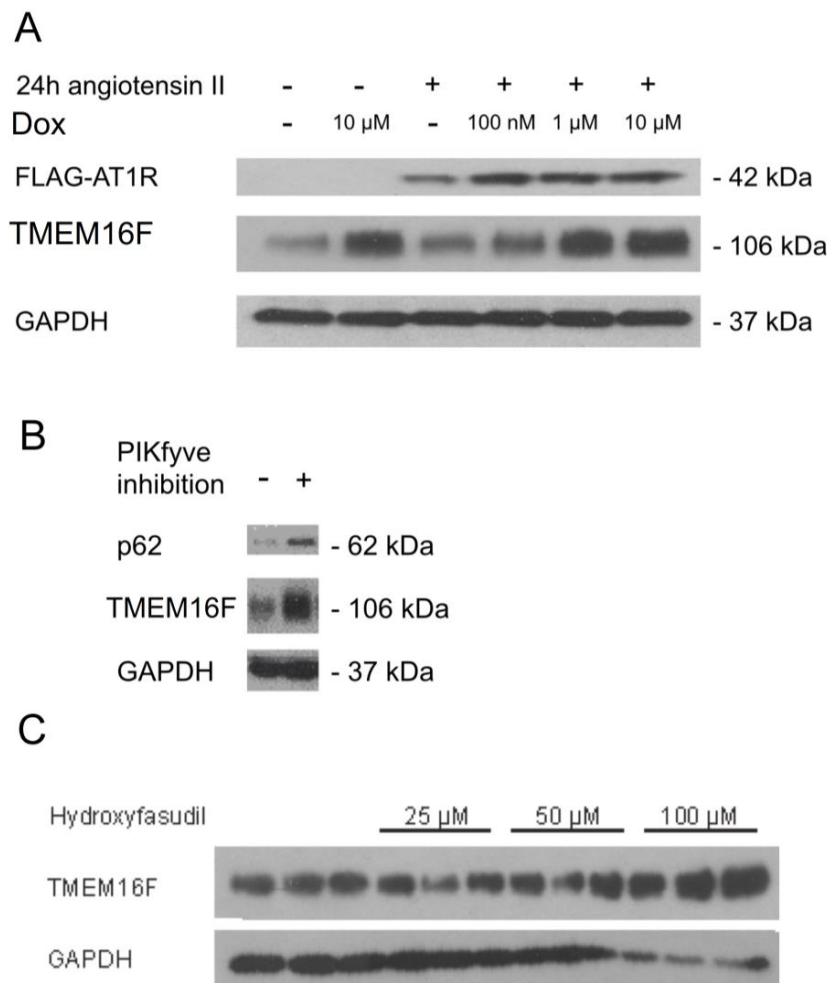 A
24h angiotensin II - - + + + +
Dox - 10 µM - 100 nM 1 µM 10 µM
FLAG-AT1R - 42 kDa
TMEM16F - 106 kDa
GAPDH - 37 kDa
B
PIKfyve
inhibition - +
p62 - 62 kDa
TMEM16F - 106 kDa
GAPDH - 37 kDa
C
Hydroxyfasudil 25 µM 50 µM 100 µM
TMEM16F
GAPDH